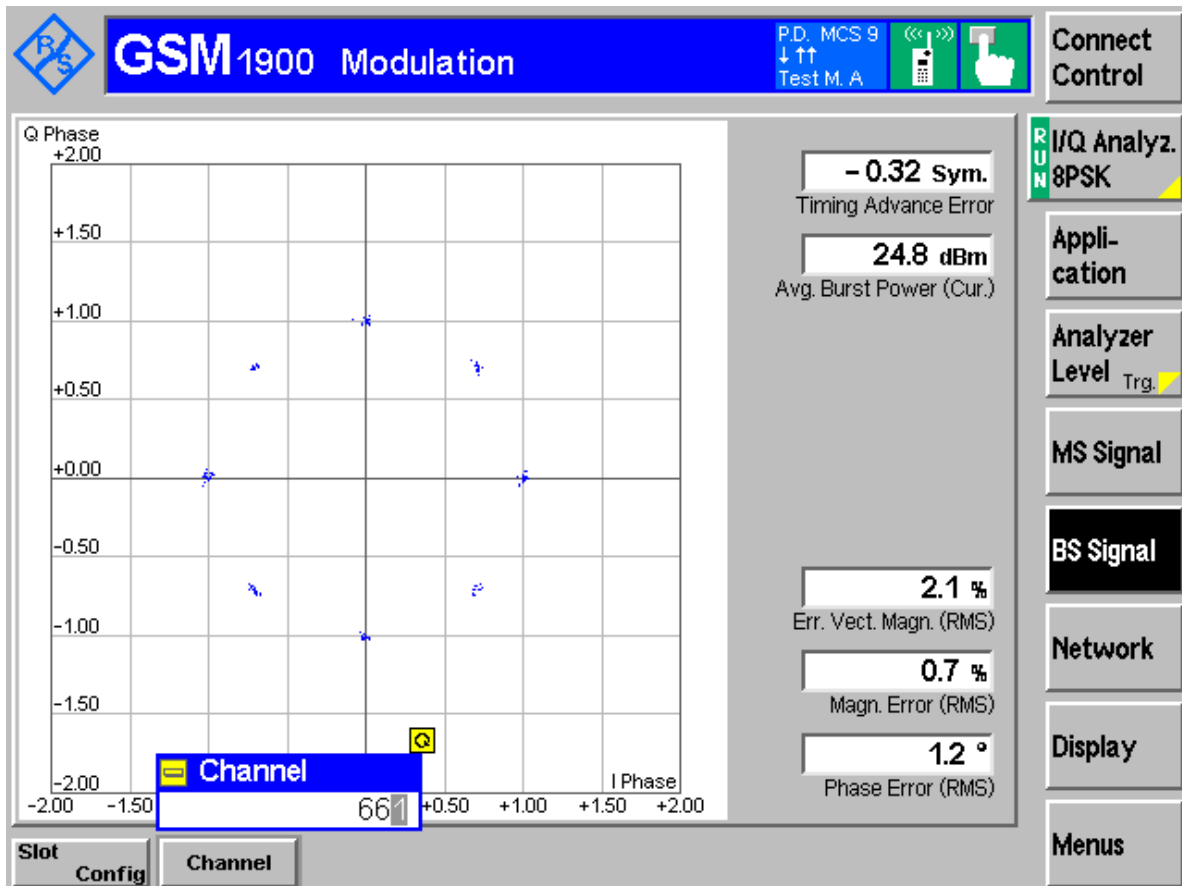 R/S
GSM 1900 Modulation
P.D. MCS 9
↓ ↑↑
Test M. A
Connect
Control
Q Phase
+2.00
+1.50
+1.00
+0.50
+0.00
-0.50
-1.00
-1.50
-2.00
-2.00 -1.50 +0.50 +1.00 +1.50 +2.00
I Phase
- 0.32 Sym.
Timing Advance Error
24.8 dBm
Avg. Burst Power (Cur.)
2.1 %
Err. Vect. Magn. (RMS)
0.7 %
Magn. Error (RMS)
1.2 °
Phase Error (RMS)
Q
Channel
661
RUN
I/Q Analyz.
8PSK
Appli-
cation
Analyzer
Level Trg.
MS Signal
BS Signal
Network
Display
Menus
Slot
Config
Channel